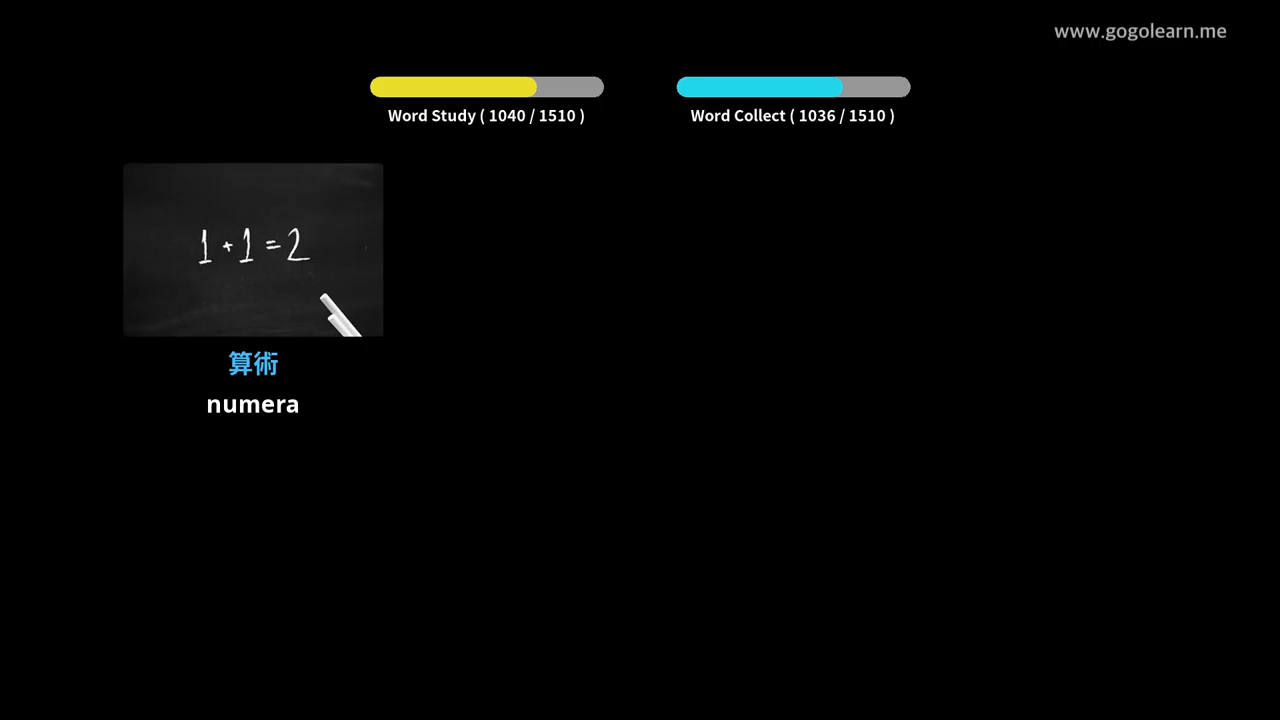 www.gogolearn.me
Word Study ( 1040 / 1510 )
Word Collect ( 1036 / 1510 )
1+1=2
算術
numera